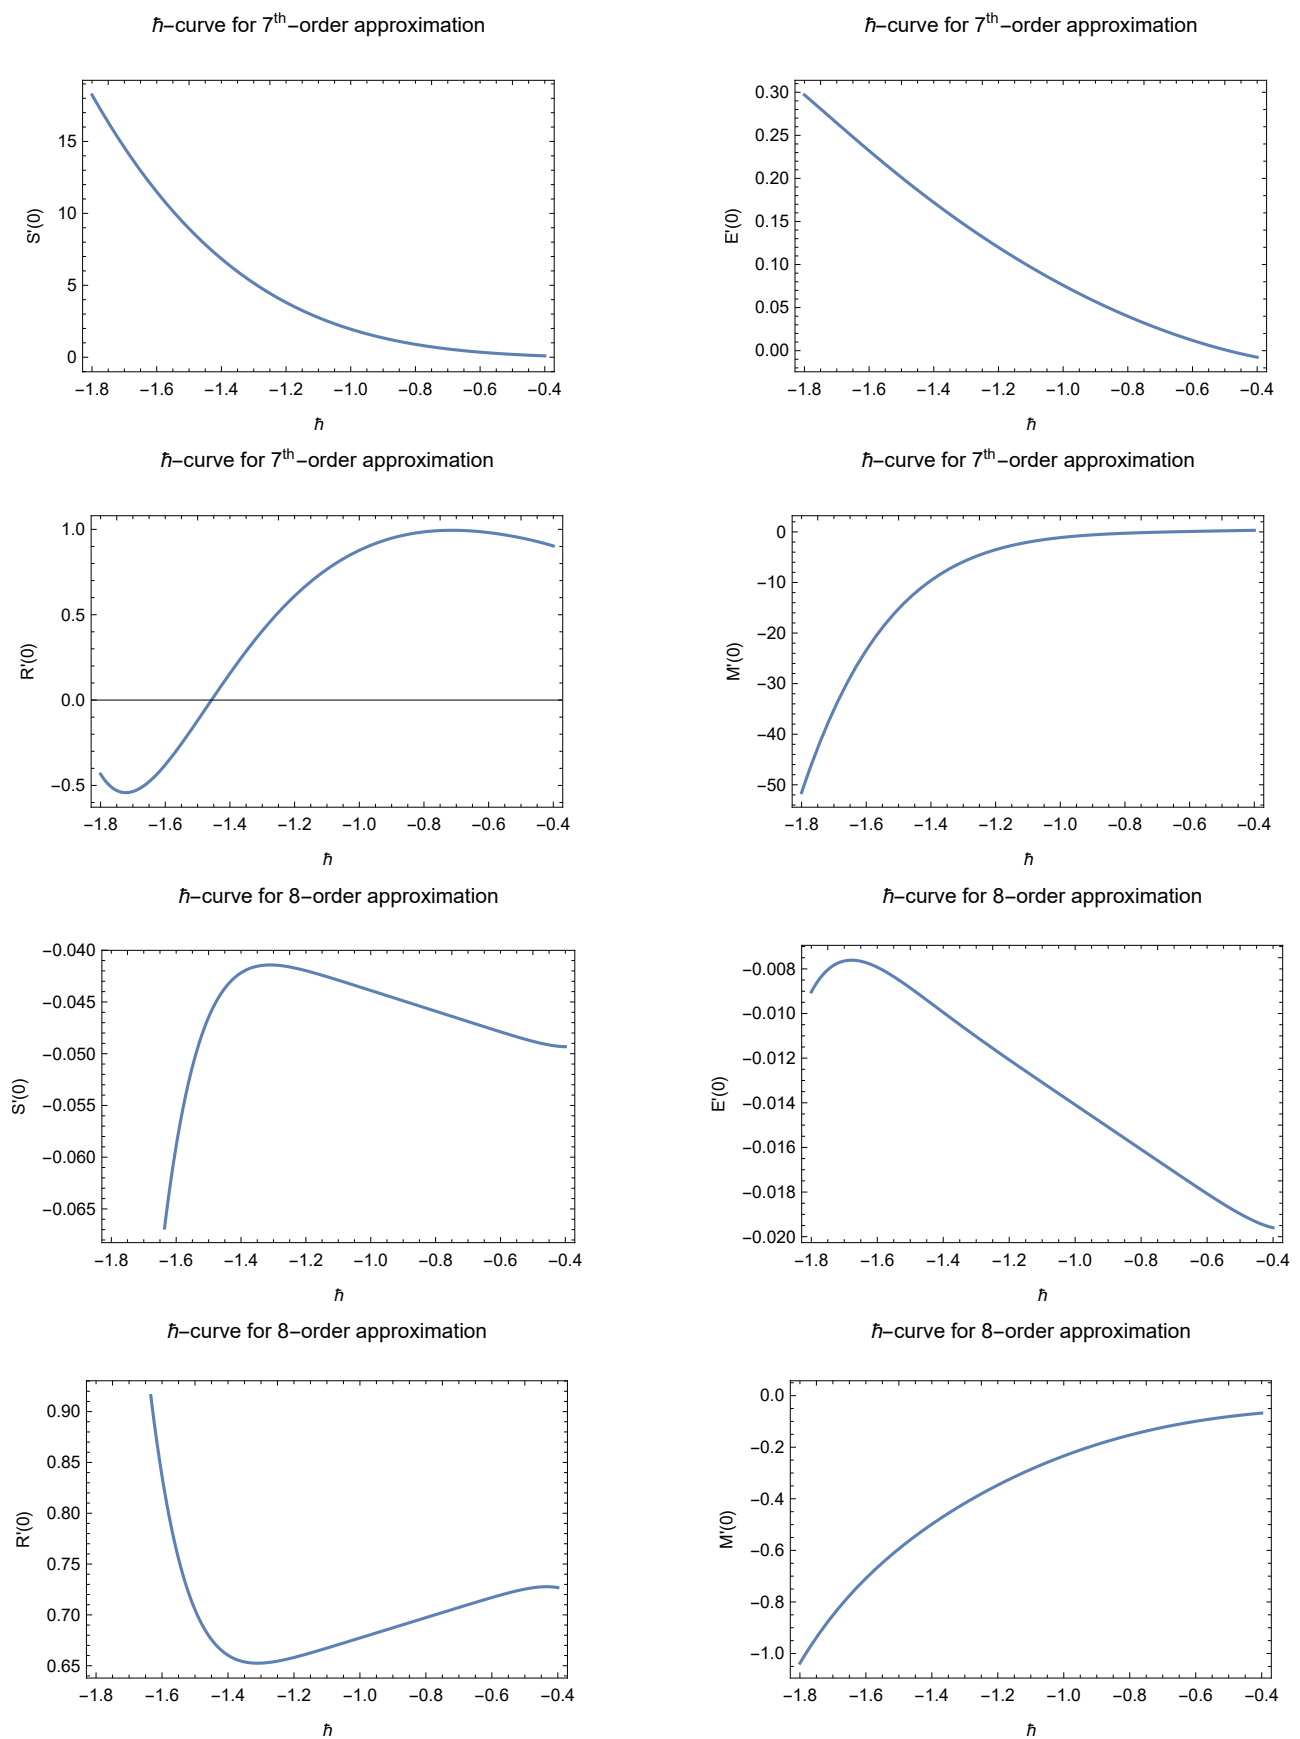 ℏ−curve for 7th−order approximation
S'(0)
15
10
5
0
−1.8 −1.6 −1.4 −1.2 −1.0 −0.8 −0.6 −0.4
ℏ
ℏ−curve for 7th−order approximation
E'(0)
0.30
0.25
0.20
0.15
0.10
0.05
0.00
−1.8 −1.6 −1.4 −1.2 −1.0 −0.8 −0.6 −0.4
ℏ
ℏ−curve for 7th−order approximation
R'(0)
1.0
0.5
0.0
−0.5
−1.8 −1.6 −1.4 −1.2 −1.0 −0.8 −0.6 −0.4
ℏ
ℏ−curve for 7th−order approximation
M'(0)
0
−10
−20
−30
−40
−50
−1.8 −1.6 −1.4 −1.2 −1.0 −0.8 −0.6 −0.4
ℏ
ℏ−curve for 8−order approximation
S'(0)
−0.040
−0.045
−0.050
−0.055
−0.060
−0.065
−1.8 −1.6 −1.4 −1.2 −1.0 −0.8 −0.6 −0.4
ℏ
ℏ−curve for 8−order approximation
E'(0)
−0.008
−0.010
−0.012
−0.014
−0.016
−0.018
−0.020
−1.8 −1.6 −1.4 −1.2 −1.0 −0.8 −0.6 −0.4
ℏ
ℏ−curve for 8−order approximation
R'(0)
0.90
0.85
0.80
0.75
0.70
0.65
−1.8 −1.6 −1.4 −1.2 −1.0 −0.8 −0.6 −0.4
ℏ
ℏ−curve for 8−order approximation
M'(0)
0.0
−0.2
−0.4
−0.6
−0.8
−1.0
−1.8 −1.6 −1.4 −1.2 −1.0 −0.8 −0.6 −0.4
ℏ